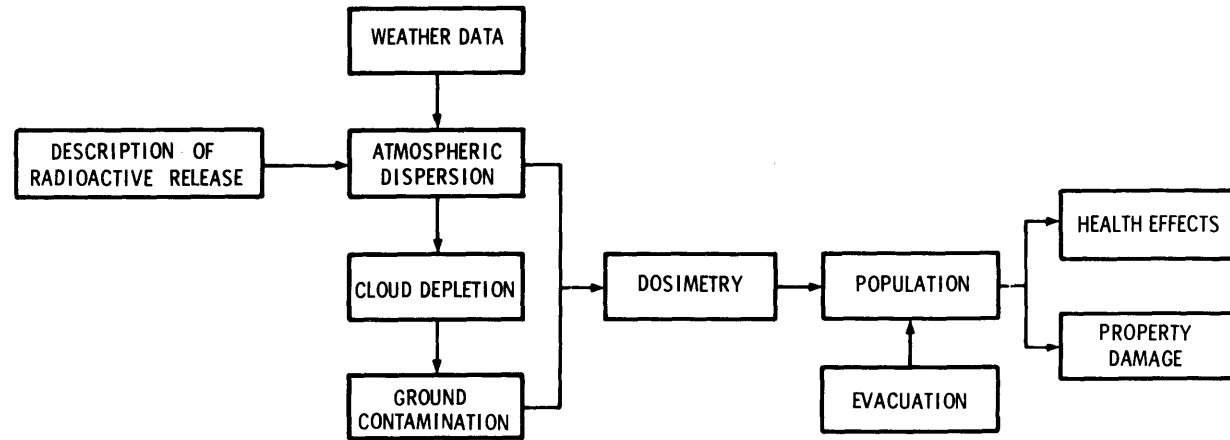 WEATHER DATA
DESCRIPTION OF
RADIOACTIVE RELEASE
ATMOSPHERIC
DISPERSION
CLOUD DEPLETION
GROUND
CONTAMINATION
DOSIMETRY
POPULATION
EVACUATION
HEALTH EFFECTS
PROPERTY
DAMAGE